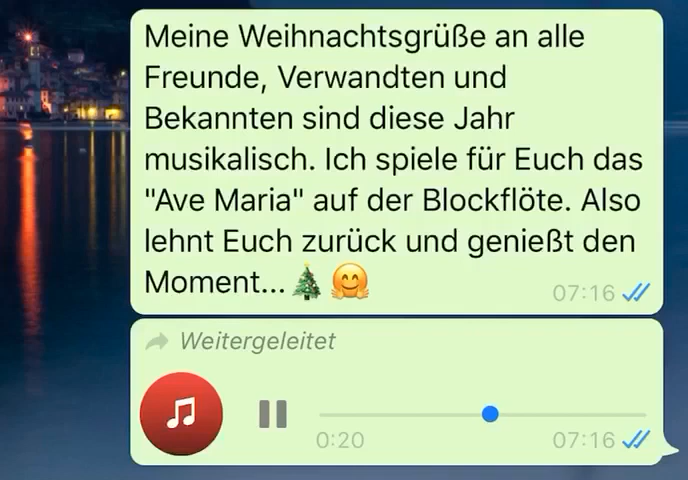 Meine Weihnachtsgrüße an alle
Freunde, Verwandten und
Bekannten sind diese Jahr
musikalisch. Ich spiele für Euch das
"Ave Maria" auf der Blockflöte. Also
lehnt Euch zurück und genießt den
Moment...🎄🤗
07:16
Weitergeleitet
0:20
07:16